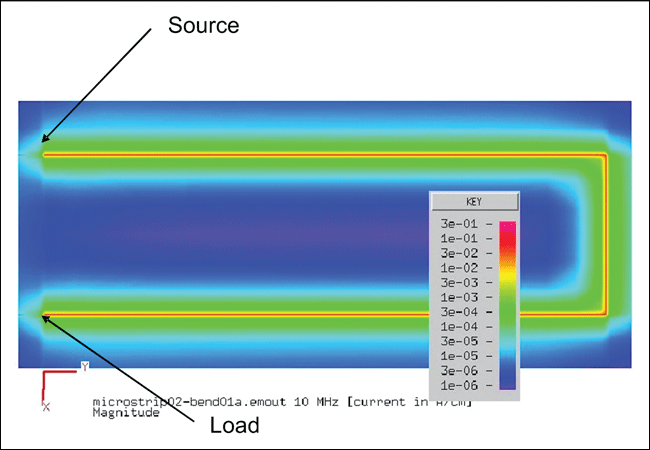 Source
KEY
3e-01
1e-01
3e-02
1e-02
3e-03
1e-03
3e-04
1e-04
3e-05
1e-05
3e-06
1e-06
Y
X
microstrip02-bend01a.emout 10 MHz [current in A/cm]
Magnitude
Load